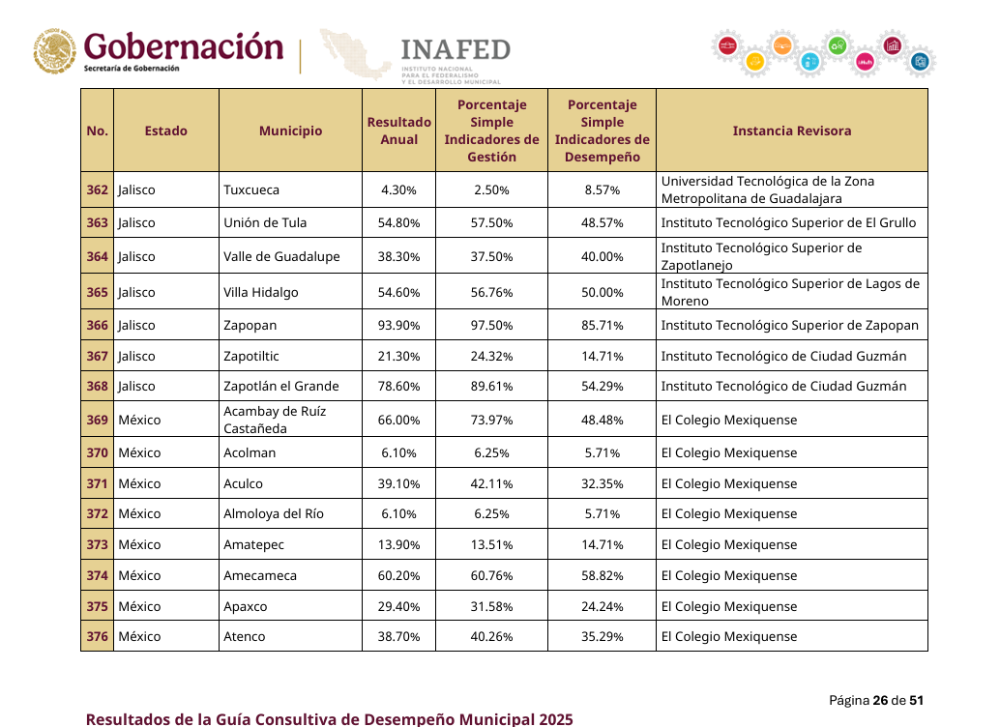 Gobernación
Secretaría de Gobernación
INAFED
INSTITUTO NACIONAL
PARA EL FEDERALISMO
Y EL DESARROLLO MUNICIPAL
No. Estado Municipio Resultado Anual Porcentaje Simple Indicadores de Gestión Porcentaje Simple Indicadores de Desempeño Instancia Revisora
362 Jalisco Tuxcueca 4.30% 2.50% 8.57% Universidad Tecnológica de la Zona Metropolitana de Guadalajara
363 Jalisco Unión de Tula 54.80% 57.50% 48.57% Instituto Tecnológico Superior de El Grullo
364 Jalisco Valle de Guadalupe 38.30% 37.50% 40.00% Instituto Tecnológico Superior de Zapotlanejo
365 Jalisco Villa Hidalgo 54.60% 56.76% 50.00% Instituto Tecnológico Superior de Lagos de Moreno
366 Jalisco Zapopan 93.90% 97.50% 85.71% Instituto Tecnológico Superior de Zapopan
367 Jalisco Zapotiltic 21.30% 24.32% 14.71% Instituto Tecnológico de Ciudad Guzmán
368 Jalisco Zapotlán el Grande 78.60% 89.61% 54.29% Instituto Tecnológico de Ciudad Guzmán
369 México Acambay de Ruíz Castañeda 66.00% 73.97% 48.48% El Colegio Mexiquense
370 México Acolman 6.10% 6.25% 5.71% El Colegio Mexiquense
371 México Aculco 39.10% 42.11% 32.35% El Colegio Mexiquense
372 México Almoloya del Río 6.10% 6.25% 5.71% El Colegio Mexiquense
373 México Amatepec 13.90% 13.51% 14.71% El Colegio Mexiquense
374 México Amecameca 60.20% 60.76% 58.82% El Colegio Mexiquense
375 México Apaxco 29.40% 31.58% 24.24% El Colegio Mexiquense
376 México Atenco 38.70% 40.26% 35.29% El Colegio Mexiquense
Página 26 de 51
Resultados de la Guía Consultiva de Desempeño Municipal 2025